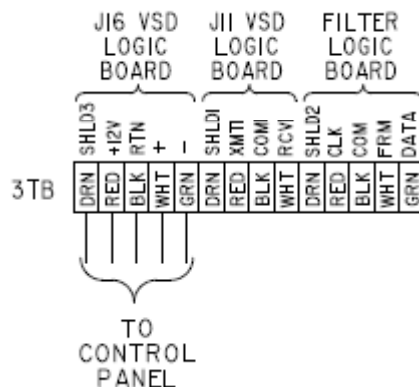 J16 VSD LOGIC BOARD
J11 VSD LOGIC BOARD
FILTER LOGIC BOARD
SHLD3 +12V RTN + - SHLD1 XMT1 COM1 RCV1 SHLD2 CLK COM FRM DATA
3TB DRN RED BLK WHT GRN DRN RED BLK WHT DRN RED BLK WHT GRN
TO
CONTROL
PANEL